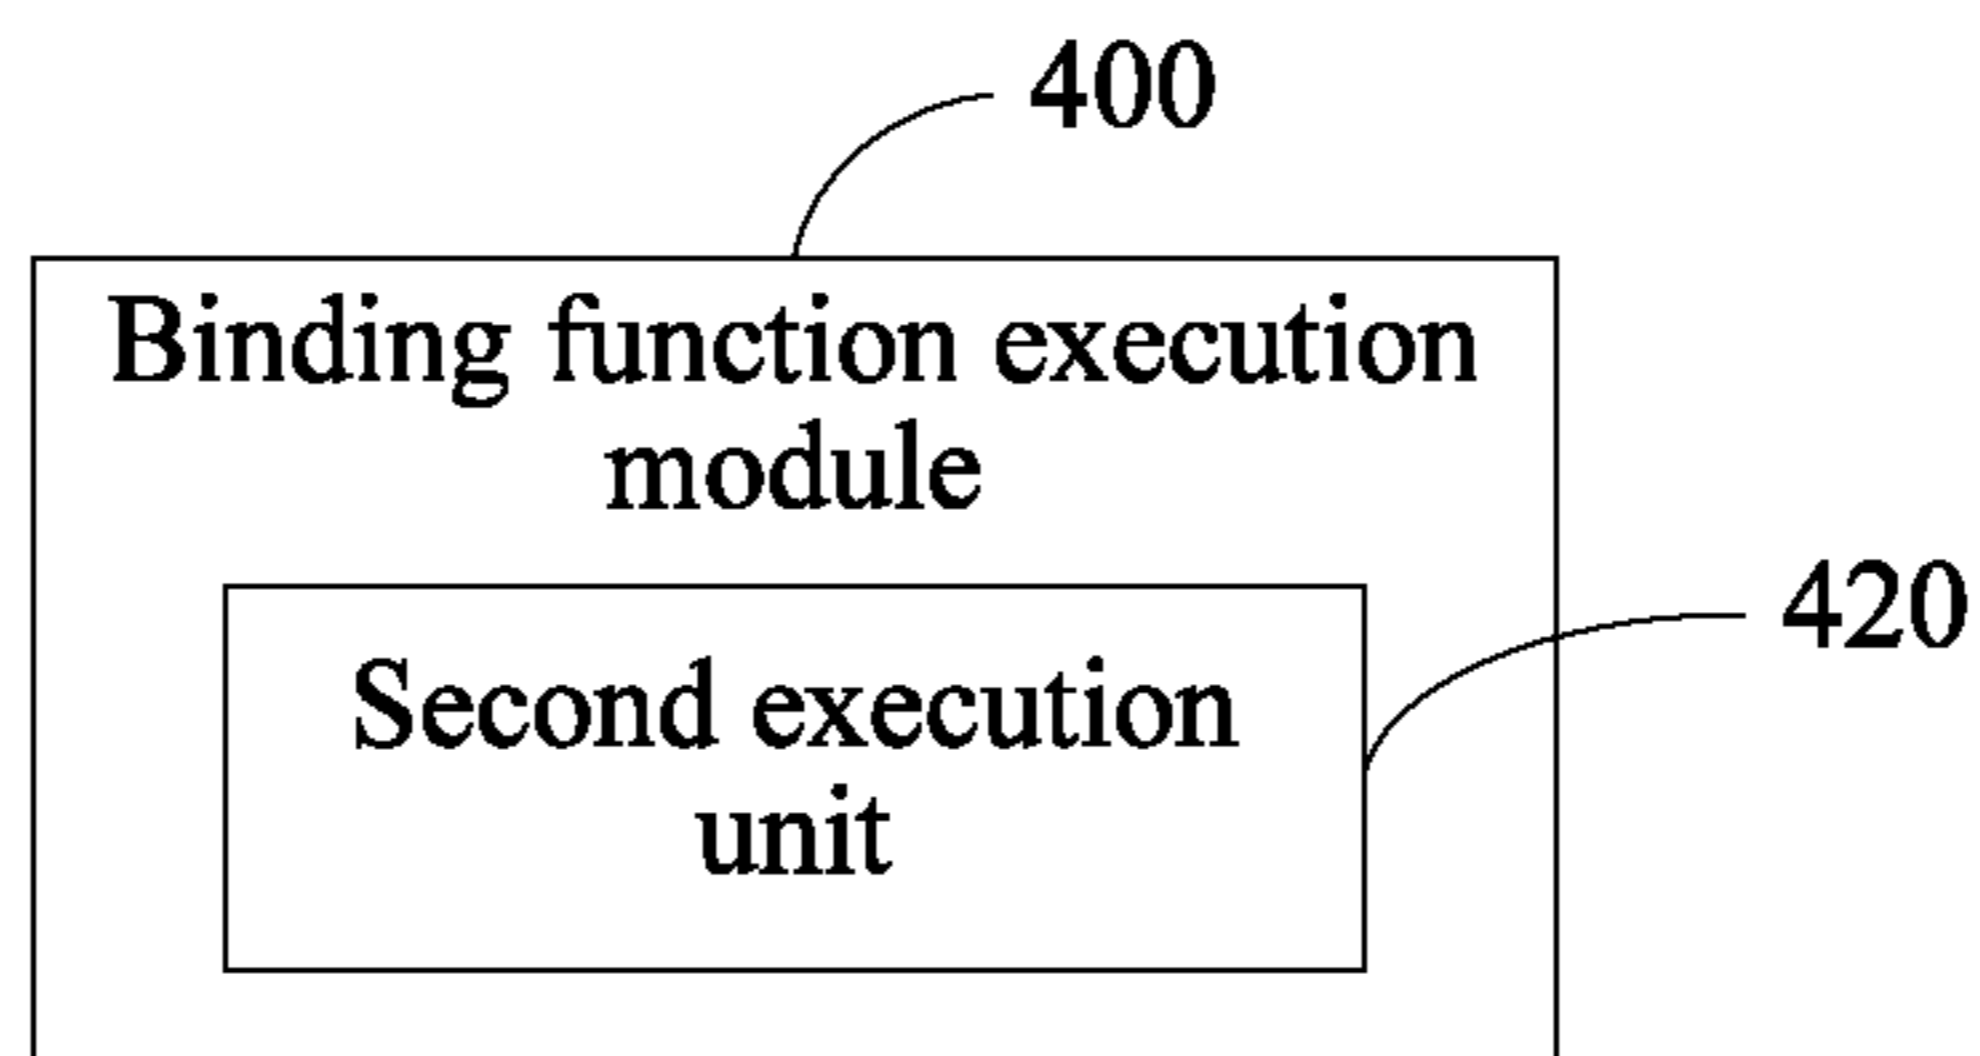 400
Binding function execution
module
420
Second execution
unit